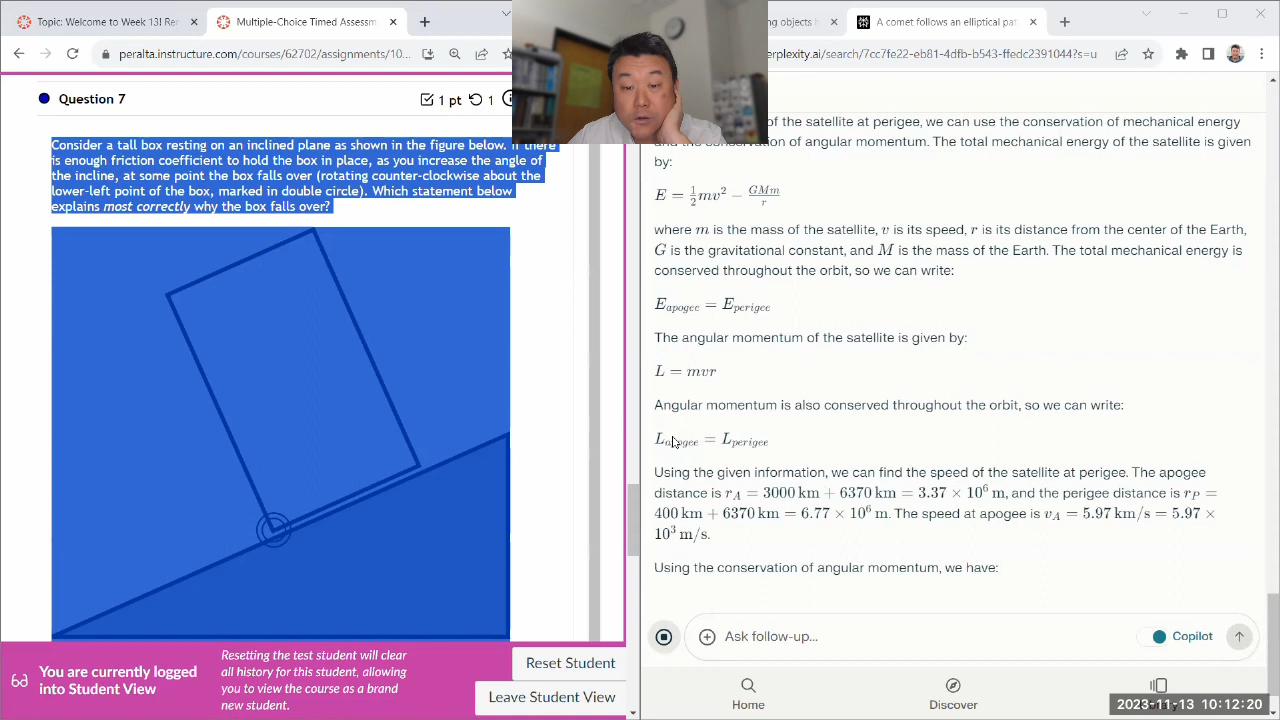 Topic: Welcome to Week 13! Re
Multiple-Choice Timed Assessm
ng objects h
A comet follows an elliptical pat
peralta.instructure.com/courses/62702/assignments/10...
erplexity.ai/search/7cc7fe22-eb81-4dfb-b543-ffedc2391044?s=u
Question 7
1 pt
1
Consider a tall box resting on an inclined plane as shown in the figure below. If there
is enough friction coefficient to hold the box in place, as you increase the angle of
the incline, at some point the box falls over (rotating counter-clockwise about the
lower-left point of the box, marked in double circle). Which statement below
explains most correctly why the box falls over?
You are currently logged
into Student View
Resetting the test student will clear
all history for this student, allowing
you to view the course as a brand
new student.
Reset Student
Leave Student View
of the satellite at perigee, we can use the conservation of mechanical energy
and the conservation of angular momentum. The total mechanical energy of the satellite is given
by:
E = 1/2 mv² − GMm/r
where m is the mass of the satellite, v is its speed, r is its distance from the center of the Earth,
G is the gravitational constant, and M is the mass of the Earth. The total mechanical energy is
conserved throughout the orbit, so we can write:
E_apogee = E_perigee
The angular momentum of the satellite is given by:
L = mvr
Angular momentum is also conserved throughout the orbit, so we can write:
L_apogee = L_perigee
Using the given information, we can find the speed of the satellite at perigee. The apogee
distance is r_A = 3000 km + 6370 km = 3.37 × 10⁶ m, and the perigee distance is r_P =
400 km + 6370 km = 6.77 × 10⁶ m. The speed at apogee is v_A = 5.97 km/s = 5.97 ×
10³ m/s.
Using the conservation of angular momentum, we have:
Ask follow-up...
Copilot
Home
Discover
2023-11-13 10:12:20